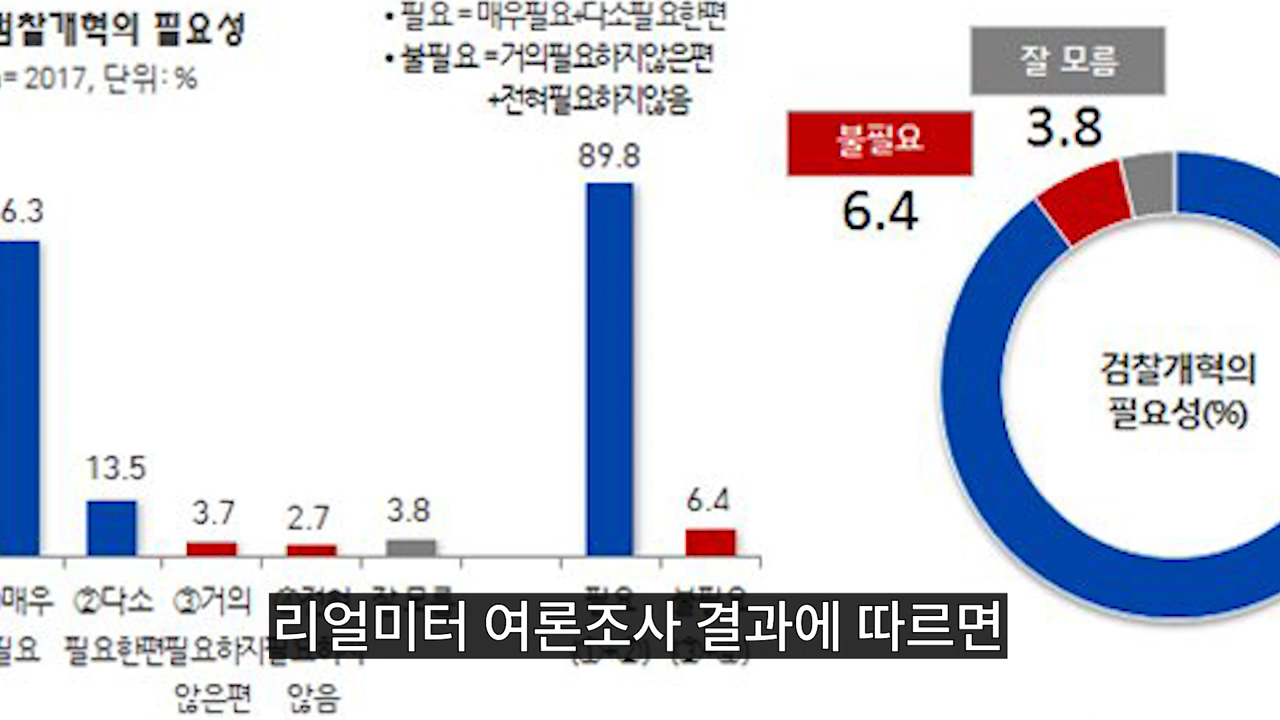 검찰개혁의 필요성
= 2017, 단위: %
• 필요 = 매우필요+다소필요한편
• 불필요 =거의필요하지않은편
+전혀필요하지않음
잘 모름
3.8
불필요
6.4
검찰개혁의
필요성(%)
6.3
13.5
3.7
2.7
3.8
89.8
6.4
매우
필요
②다소
필요한편
③거의
필요하지
않은편
않음
리얼미터 여론조사 결과에 따르면